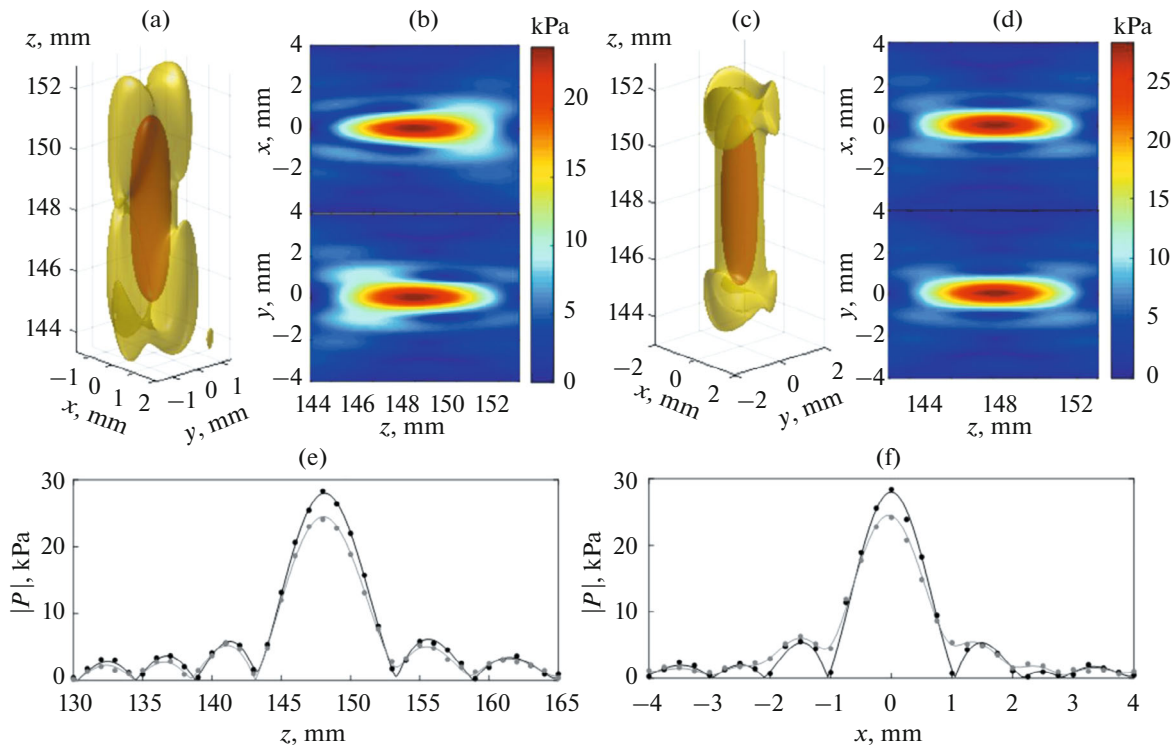 (a)
(b)
(c)
(d)
z, mm
kPa
z, mm
kPa
152
150
148
146
144
−1
0
1
2
x, mm
−1
0
1
y, mm
4
2
0
−2
x, mm
4
2
0
−2
−4
y, mm
144 146 148 150 152
z, mm
20
15
10
5
0
152
150
148
146
144
−2
0
2
x, mm
−2
0
2
y, mm
4
2
0
−2
x, mm
4
2
0
−2
−4
y, mm
144 148 152
z, mm
25
20
15
10
5
0
(e)
30
20
10
0
|P|, kPa
130 135 140 145 150 155 160 165
z, mm
(f)
30
20
10
0
|P|, kPa
−4 −3 −2 −1 0 1 2 3 4
x, mm